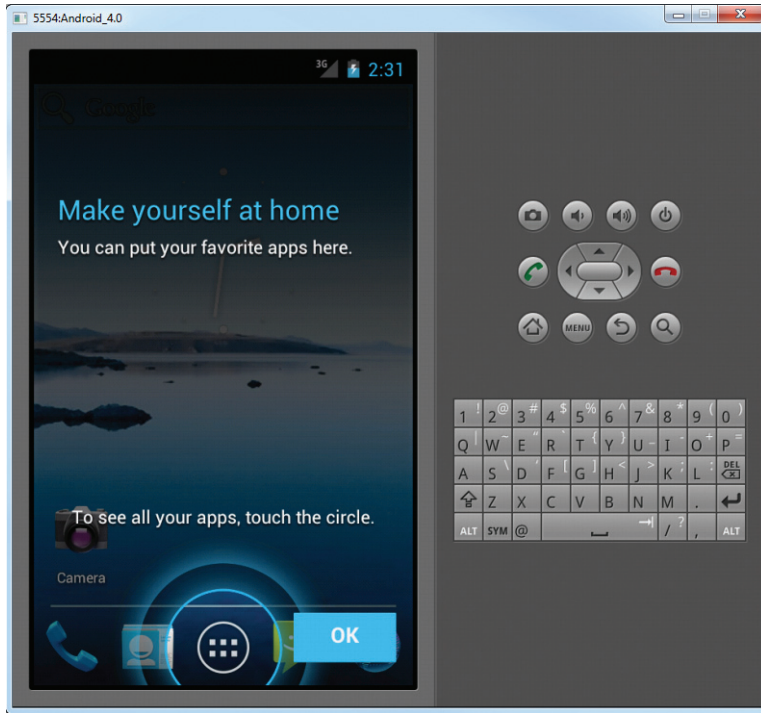 5554:Android_4.0
3G 2:31
Google
Make yourself at home
You can put your favorite apps here.
To see all your apps, touch the circle.
Camera
OK
MENU
1 ! 2 @ 3 # 4 $ 5 % 6 ^ 7 & 8 * 9 ( 0 )
Q | W ~ E “ R ` T { Y } U _ I - O + P =
A S \ D ‘ F [ G ] H < J > K ; L : DEL
Z X C V B N M .
ALT SYM @ / ? , ALT